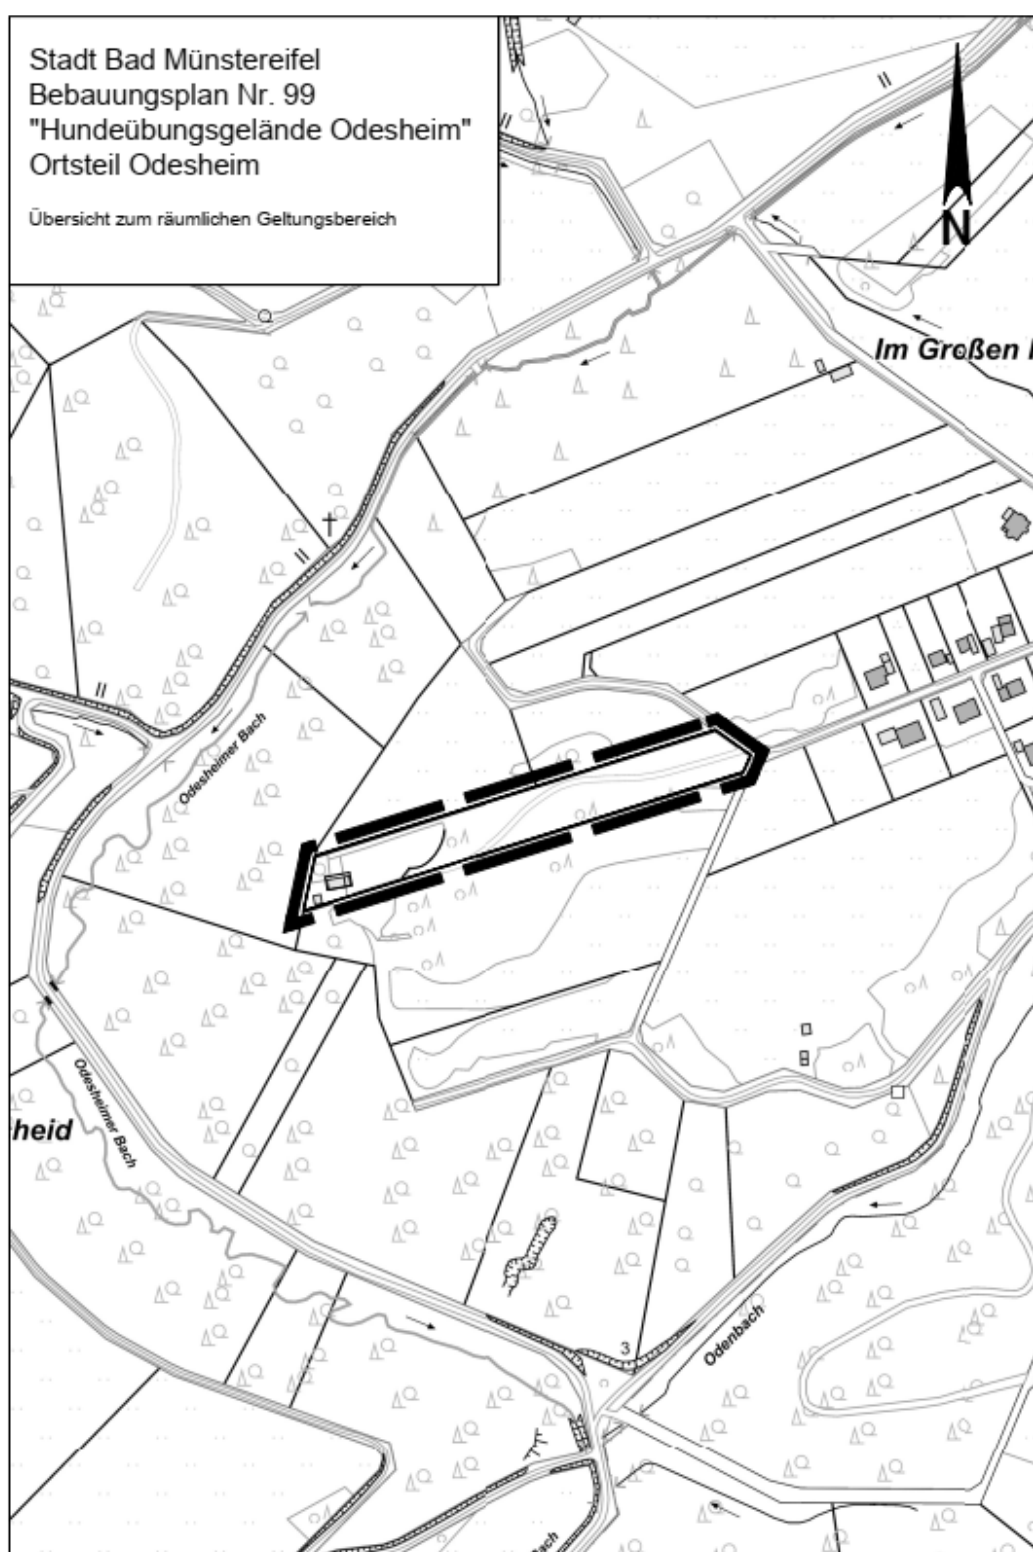 Stadt Bad Münstereifel
Bebauungsplan Nr. 99
"Hundeübungsgelände Odesheim"
Ortsteil Odesheim
Übersicht zum räumlichen Geltungsbereich
N
Im Großen
Odesheimer Bach
Odesheimer Bach
heid
Odenbach
3
Bach